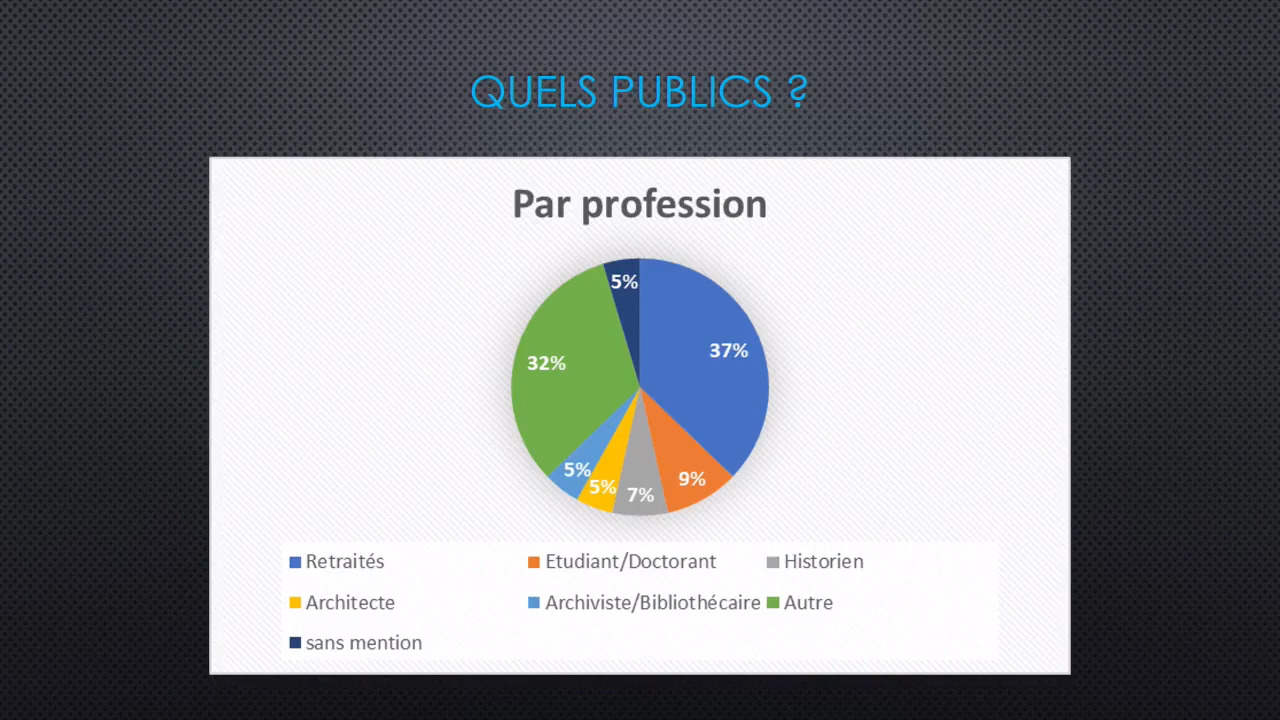 QUELS PUBLICS ?
Par profession
5%
37%
32%
5%
5%
7%
9%
Retraités
Etudiant/Doctorant
Historien
Architecte
Archiviste/Bibliothécaire
Autre
sans mention